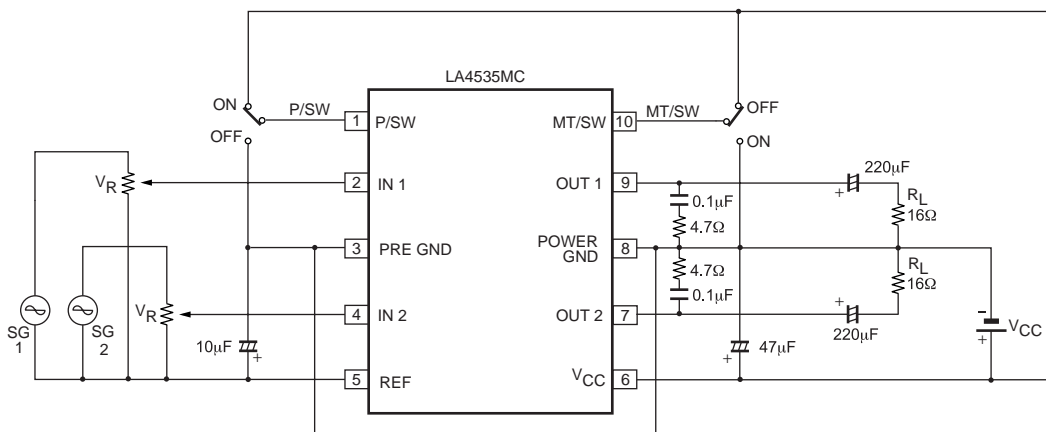 LA4535MC
ON
P/SW
OFF
1
P/SW
MT/SW
10
MT/SW
OFF
ON
VR
2
IN 1
OUT 1
9
220µF
+
0.1µF
4.7Ω
RL
16Ω
3
PRE GND
POWER
GND
8
4.7Ω
0.1µF
RL
16Ω
VR
4
IN 2
OUT 2
7
+
220µF
SG
1
SG
2
10µF
+
5
REF
VCC
6
47µF
+
-
+
VCC